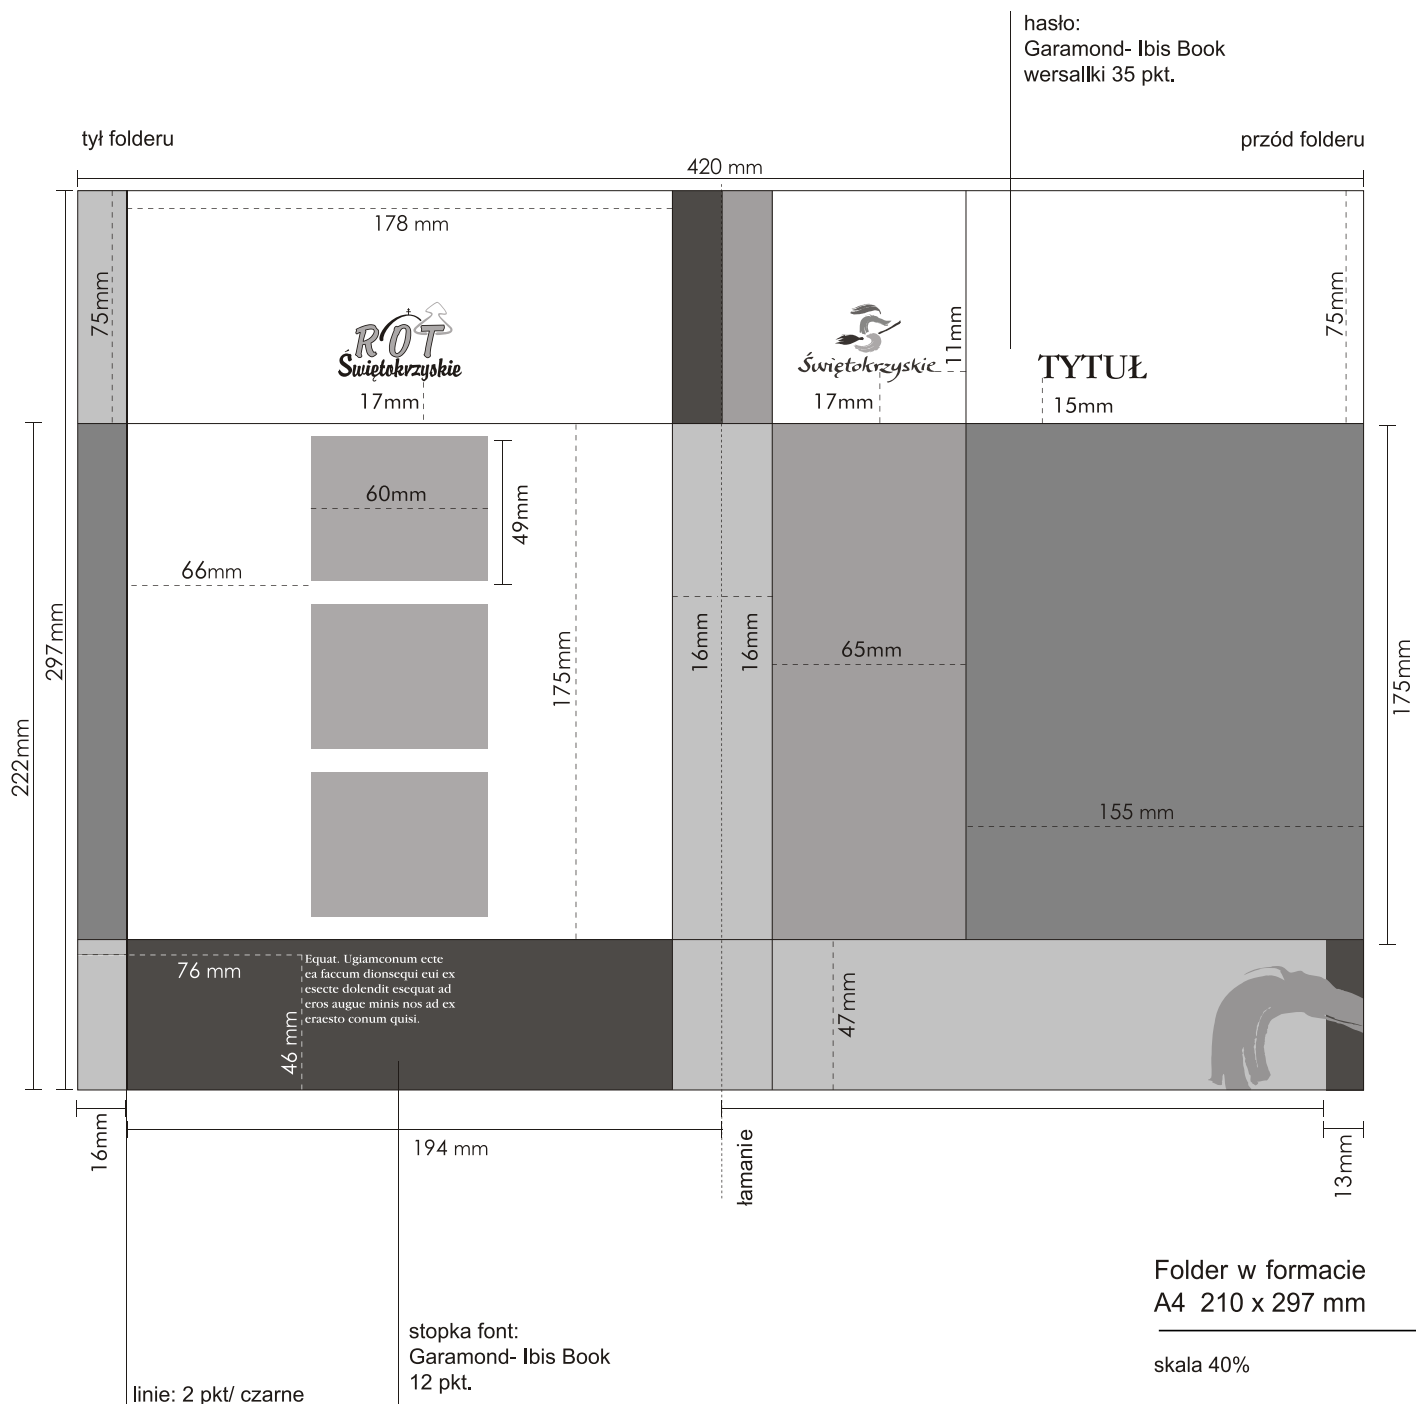 hasło:
Garamond- Ibis Book
wersallki 35 pkt.
tył folderu
przód folderu
420 mm
178 mm
75mm
ROT
Świętokrzyskie
17mm
Świętokrzyskie
11mm
17mm
TYTUŁ
15mm
75mm
60mm
49mm
66mm
297mm
222mm
175mm
16mm
16mm
65mm
175mm
155 mm
76 mm
46 mm
Equat. Ugiamconum ecte
ea faccum dionsequi eui ex
esecte dolendit esequat ad
eros augue minis nos ad ex
eraesto conum quisi.
47mm
16mm
194 mm
łamanie
13mm
Folder w formacie
A4 210 x 297 mm
skala 40%
stopka font:
Garamond- Ibis Book
12 pkt.
linie: 2 pkt/ czarne